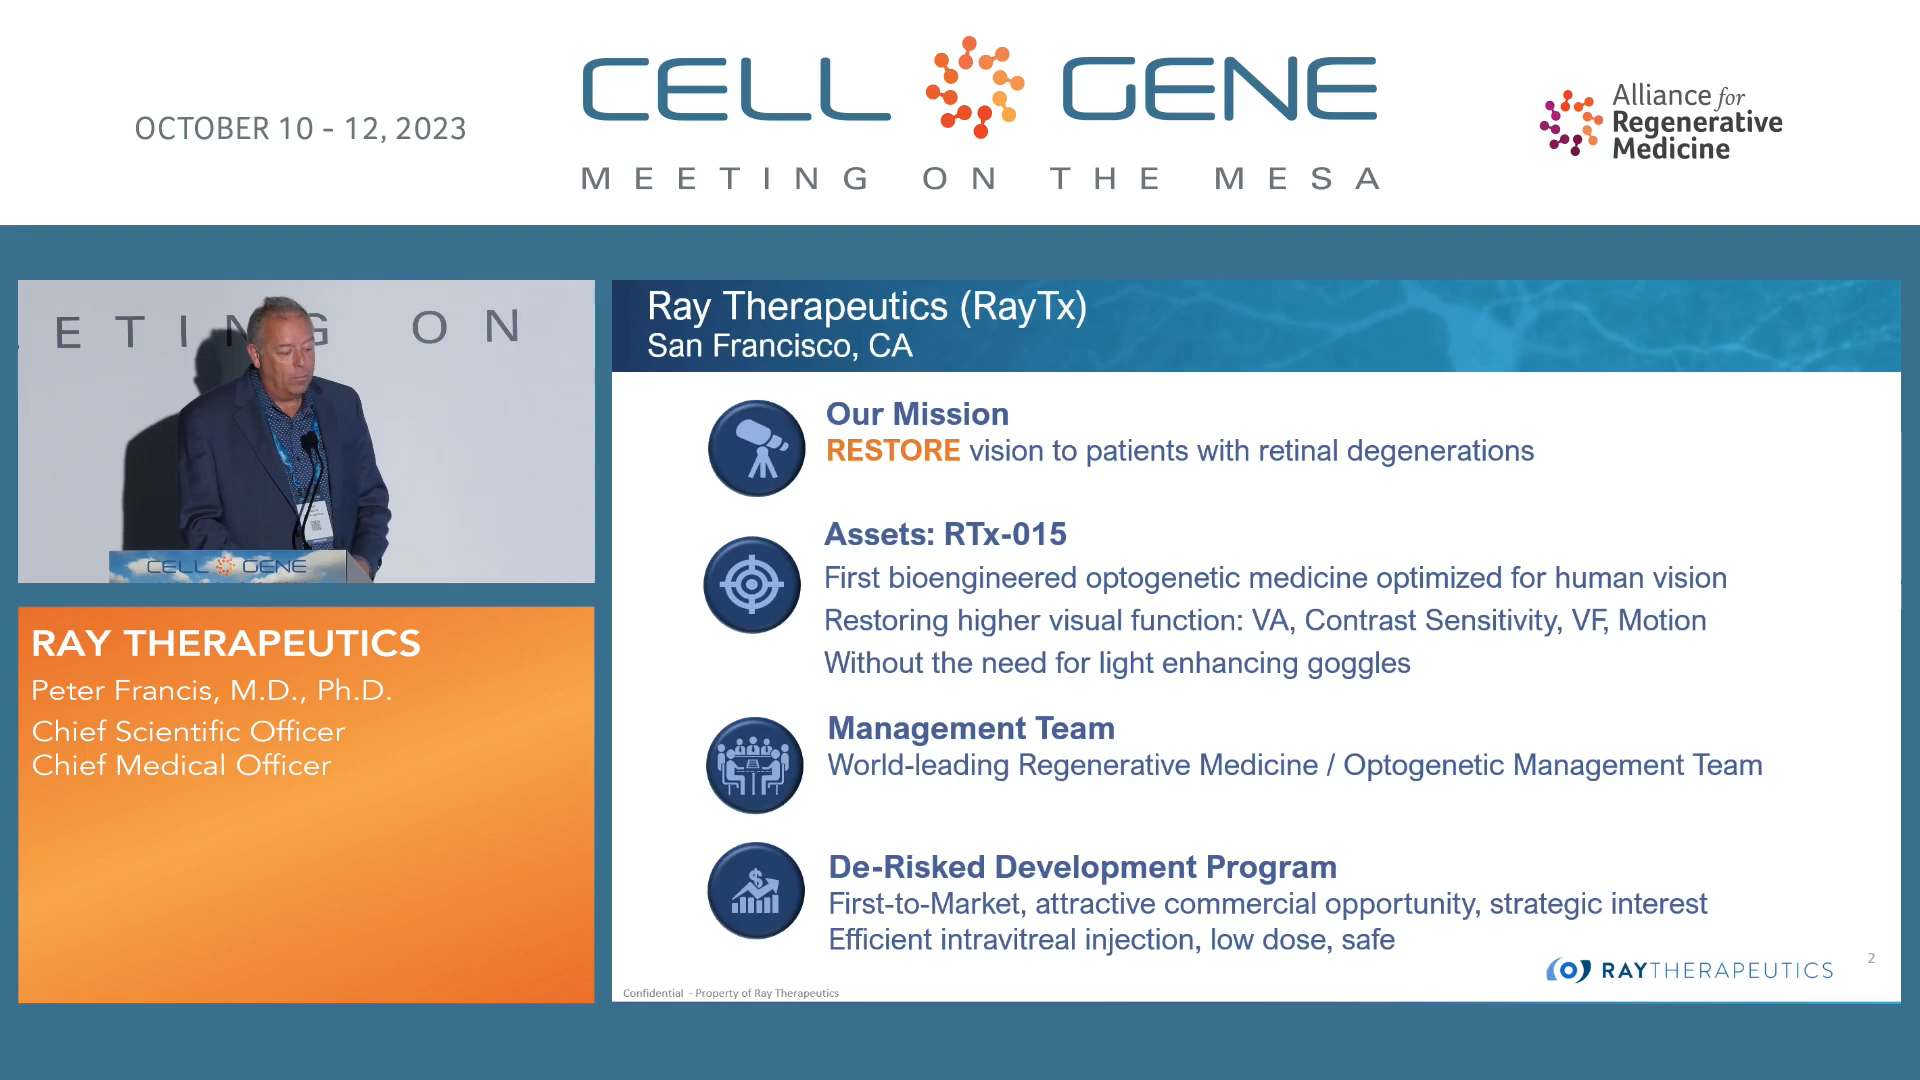 OCTOBER 10 - 12, 2023
CELL GENE
MEETING ON THE MESA
Alliance for
Regenerative
Medicine
ETING ON
CELL GENE
RAY THERAPEUTICS
Peter Francis, M.D., Ph.D.
Chief Scientific Officer
Chief Medical Officer
Ray Therapeutics (RayTx)
San Francisco, CA
Our Mission
RESTORE vision to patients with retinal degenerations
Assets: RTx-015
First bioengineered optogenetic medicine optimized for human vision
Restoring higher visual function: VA, Contrast Sensitivity, VF, Motion
Without the need for light enhancing goggles
Management Team
World-leading Regenerative Medicine / Optogenetic Management Team
De-Risked Development Program
First-to-Market, attractive commercial opportunity, strategic interest
Efficient intravitreal injection, low dose, safe
RAYTHERAPEUTICS
2
Confidential - Property of Ray Therapeutics